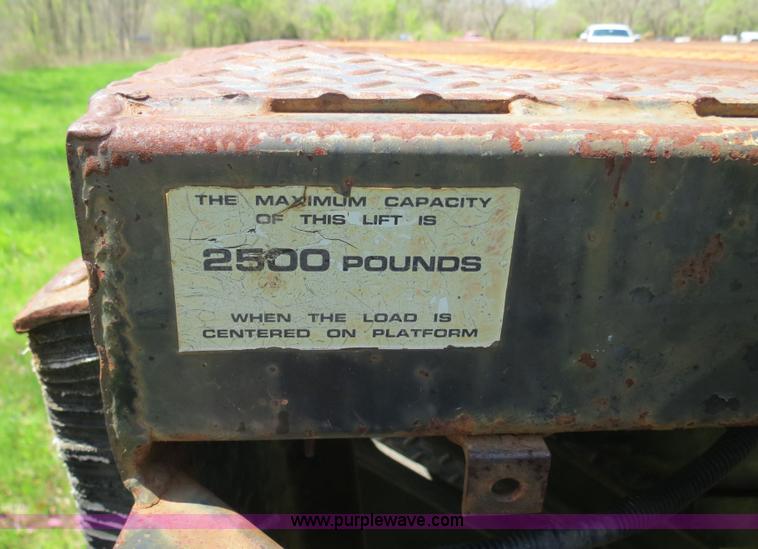 THE MAXIMUM CAPACITY
OF THIS LIFT IS
2500 POUNDS
WHEN THE LOAD IS
CENTERED ON PLATFORM
www.purplewave.com